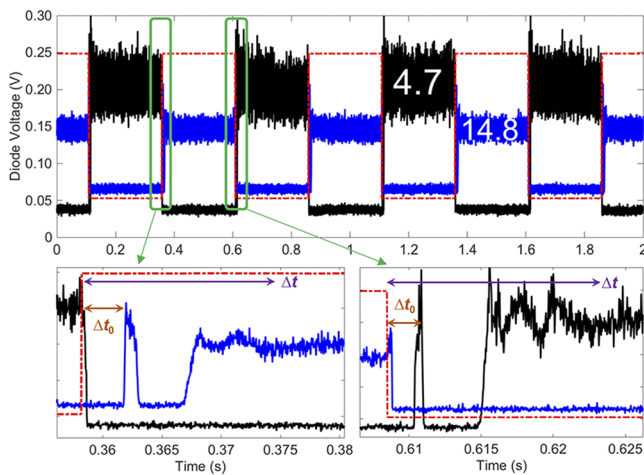 0.30
0.25
0.20
0.15
0.10
0.05
0
Diode Voltage (V)
4.7
14.8
0 0.2 0.4 0.6 0.8 1.0 1.2 1.4 1.6 1.8 2
Δt
Δt₀
0.36 0.365 0.37 0.375 0.38
Time (s)
Δt
Δt₀
0.61 0.615 0.62 0.625
Time (s)